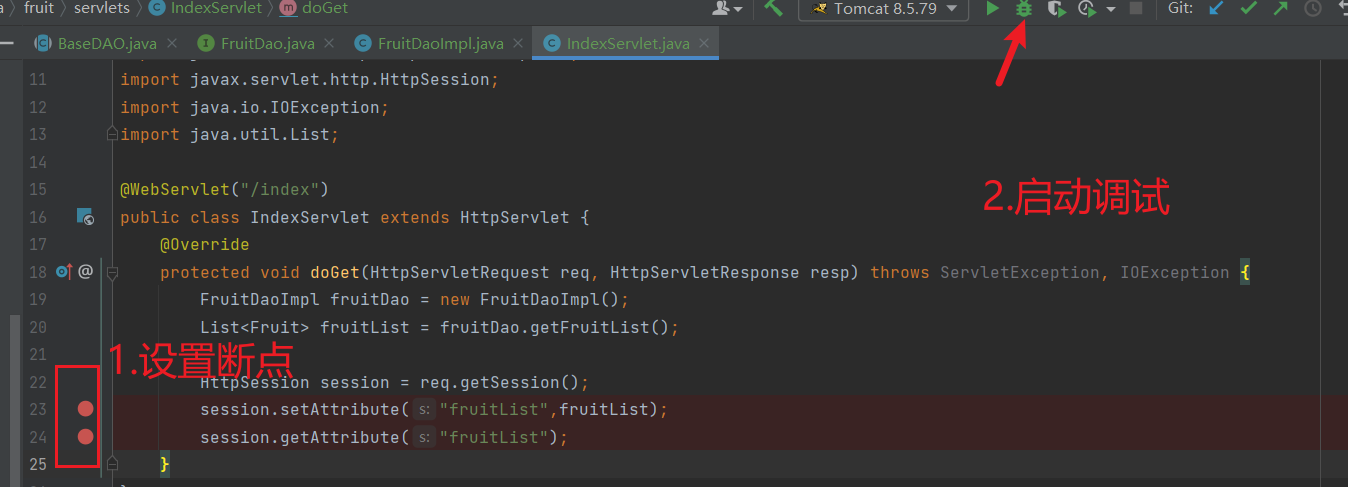 fruit servlets IndexServlet doGet Tomcat 8.5.79 Git:
BaseDAO.java FruitDao.java FruitDaoImpl.java IndexServlet.java
11 import javax.servlet.http.HttpSession;
12 import java.io.IOException;
13 import java.util.List;
14
15 @WebServlet("/index")
16 public class IndexServlet extends HttpServlet {
2.启动调试
17 @Override
18 protected void doGet(HttpServletRequest req, HttpServletResponse resp) throws ServletException, IOException {
19 FruitDaoImpl fruitDao = new FruitDaoImpl();
20 List<Fruit> fruitList = fruitDao.getFruitList();
21
1.设置断点
22 HttpSession session = req.getSession();
23 session.setAttribute( s: "fruitList",fruitList);
24 session.getAttribute( s: "fruitList");
25 }